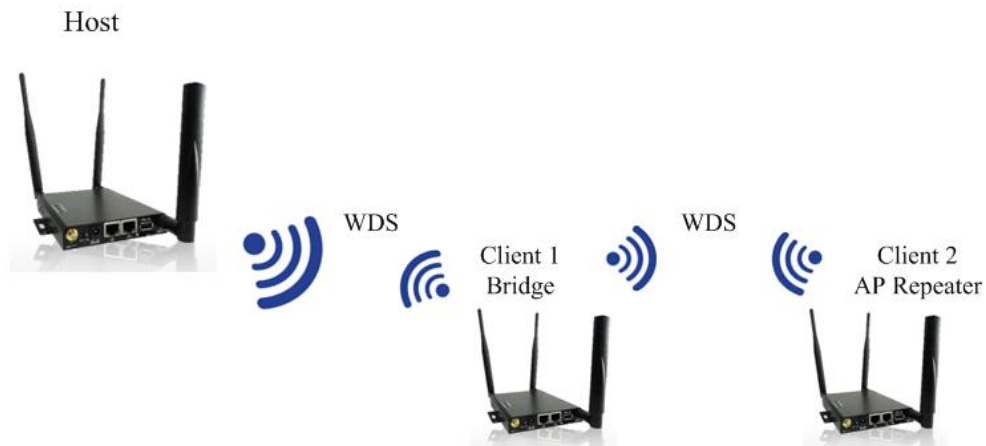 Host
WDS
WDS
Client 1
Bridge
Client 2
AP Repeater